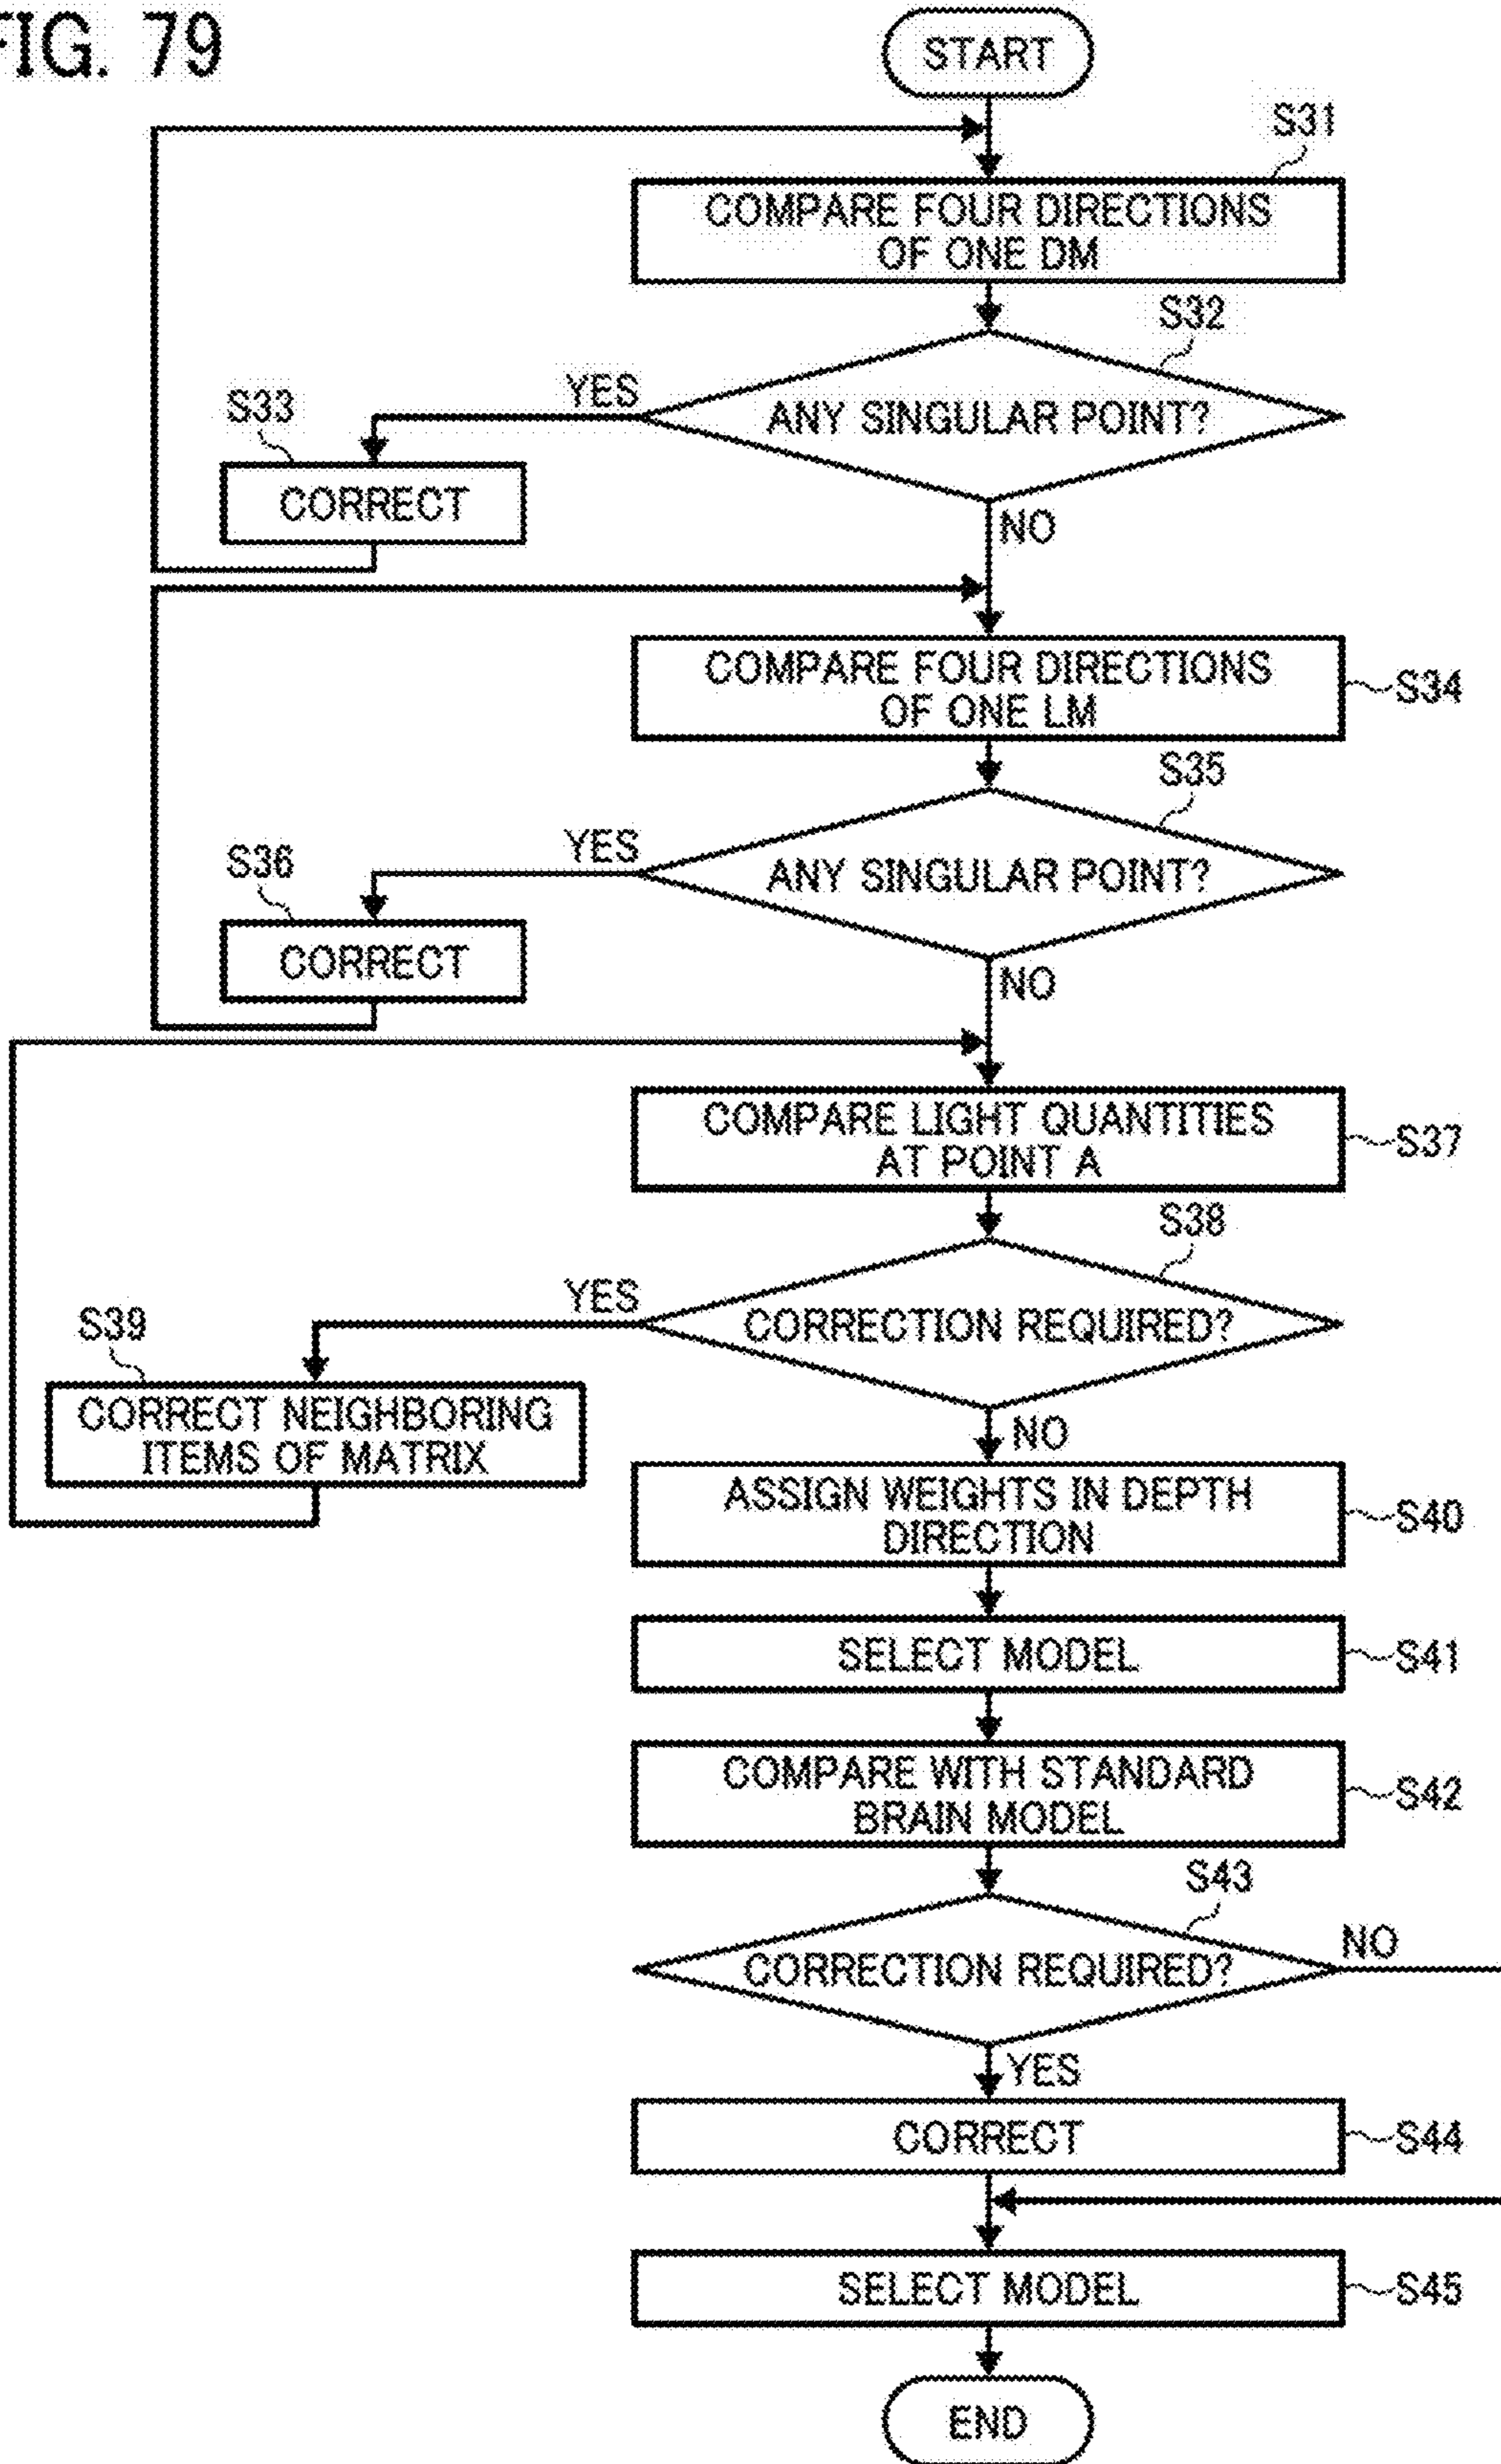 FIG. 79
START
S31
COMPARE FOUR DIRECTIONS
OF ONE DM
S32
YES
ANY SINGULAR POINT?
S33
CORRECT
NO
COMPARE FOUR DIRECTIONS
OF ONE LM
S34
S35
YES
ANY SINGULAR POINT?
S36
CORRECT
NO
COMPARE LIGHT QUANTITIES
AT POINT A
S37
S38
YES
CORRECTION REQUIRED?
S39
CORRECT NEIGHBORING
ITEMS OF MATRIX
NO
ASSIGN WEIGHTS IN DEPTH
DIRECTION
S40
SELECT MODEL
S41
COMPARE WITH STANDARD
BRAIN MODEL
S42
S43
NO
CORRECTION REQUIRED?
YES
CORRECT
S44
SELECT MODEL
S45
END